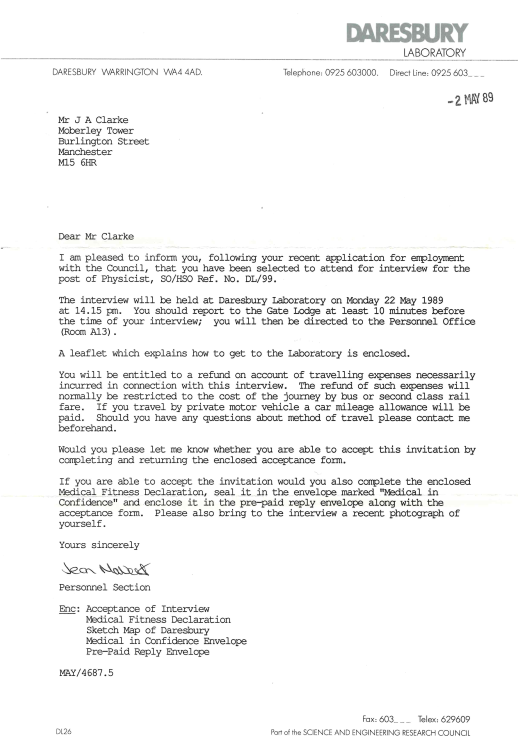 DARESBURY
LABORATORY
DARESBURY WARRINGTON WA4 4AD. Telephone: 0925 603000. Direct Line: 0925 603_ _ _
-2 MAY 89
Mr J A Clarke
Moberley Tower
Burlington Street
Manchester
M15 6HR
Dear Mr Clarke
I am pleased to inform you, following your recent application for employment
with the Council, that you have been selected to attend for interview for the
post of Physicist, SO/HSO Ref. No. DL/99.
The interview will be held at Daresbury Laboratory on Monday 22 May 1989
at 14.15 pm. You should report to the Gate Lodge at least 10 minutes before
the time of your interview; you will then be directed to the Personnel Office
(Room A13).
A leaflet which explains how to get to the Laboratory is enclosed.
You will be entitled to a refund on account of travelling expenses necessarily
incurred in connection with this interview. The refund of such expenses will
normally be restricted to the cost of the journey by bus or second class rail
fare. If you travel by private motor vehicle a car mileage allowance will be
paid. Should you have any questions about method of travel please contact me
beforehand.
Would you please let me know whether you are able to accept this invitation by
completing and returning the enclosed acceptance form.
If you are able to accept the invitation would you also complete the enclosed
Medical Fitness Declaration, seal it in the envelope marked "Medical in
Confidence" and enclose it in the pre-paid reply envelope along with the
acceptance form. Please also bring to the interview a recent photograph of
yourself.
Yours sincerely
Jean
Personnel Section
Enc: Acceptance of Interview
Medical Fitness Declaration
Sketch Map of Daresbury
Medical in Confidence Envelope
Pre-Paid Reply Envelope
MAY/4687.5
Fax: 603_ _ _ Telex: 629609
DL26 Part of the SCIENCE AND ENGINEERING RESEARCH COUNCIL